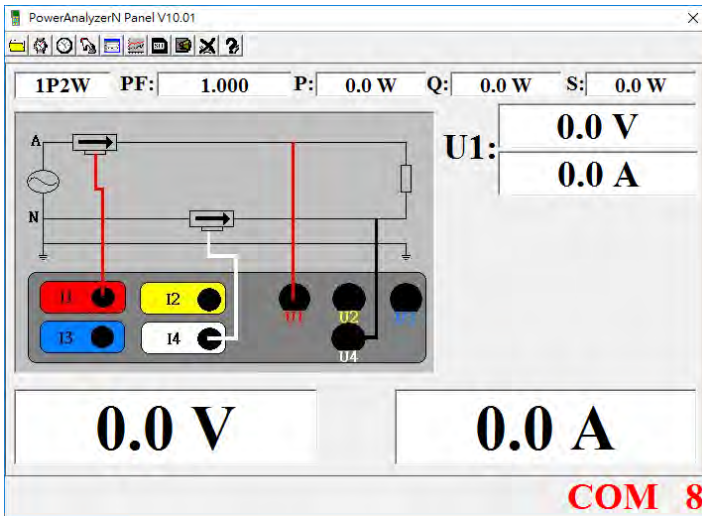 PowerAnalyzerN Panel V10.01
1P2W PF: 1.000 P: 0.0 W Q: 0.0 W S: 0.0 W
U1: 0.0 V
0.0 A
A
N
I1 I2 U1 U2 U3
I3 I4 U4
0.0 V 0.0 A
COM 8